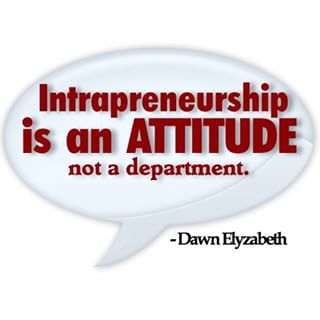 Intrapreneurship
is an ATTITUDE
not a department.
- Dawn Elyzabeth